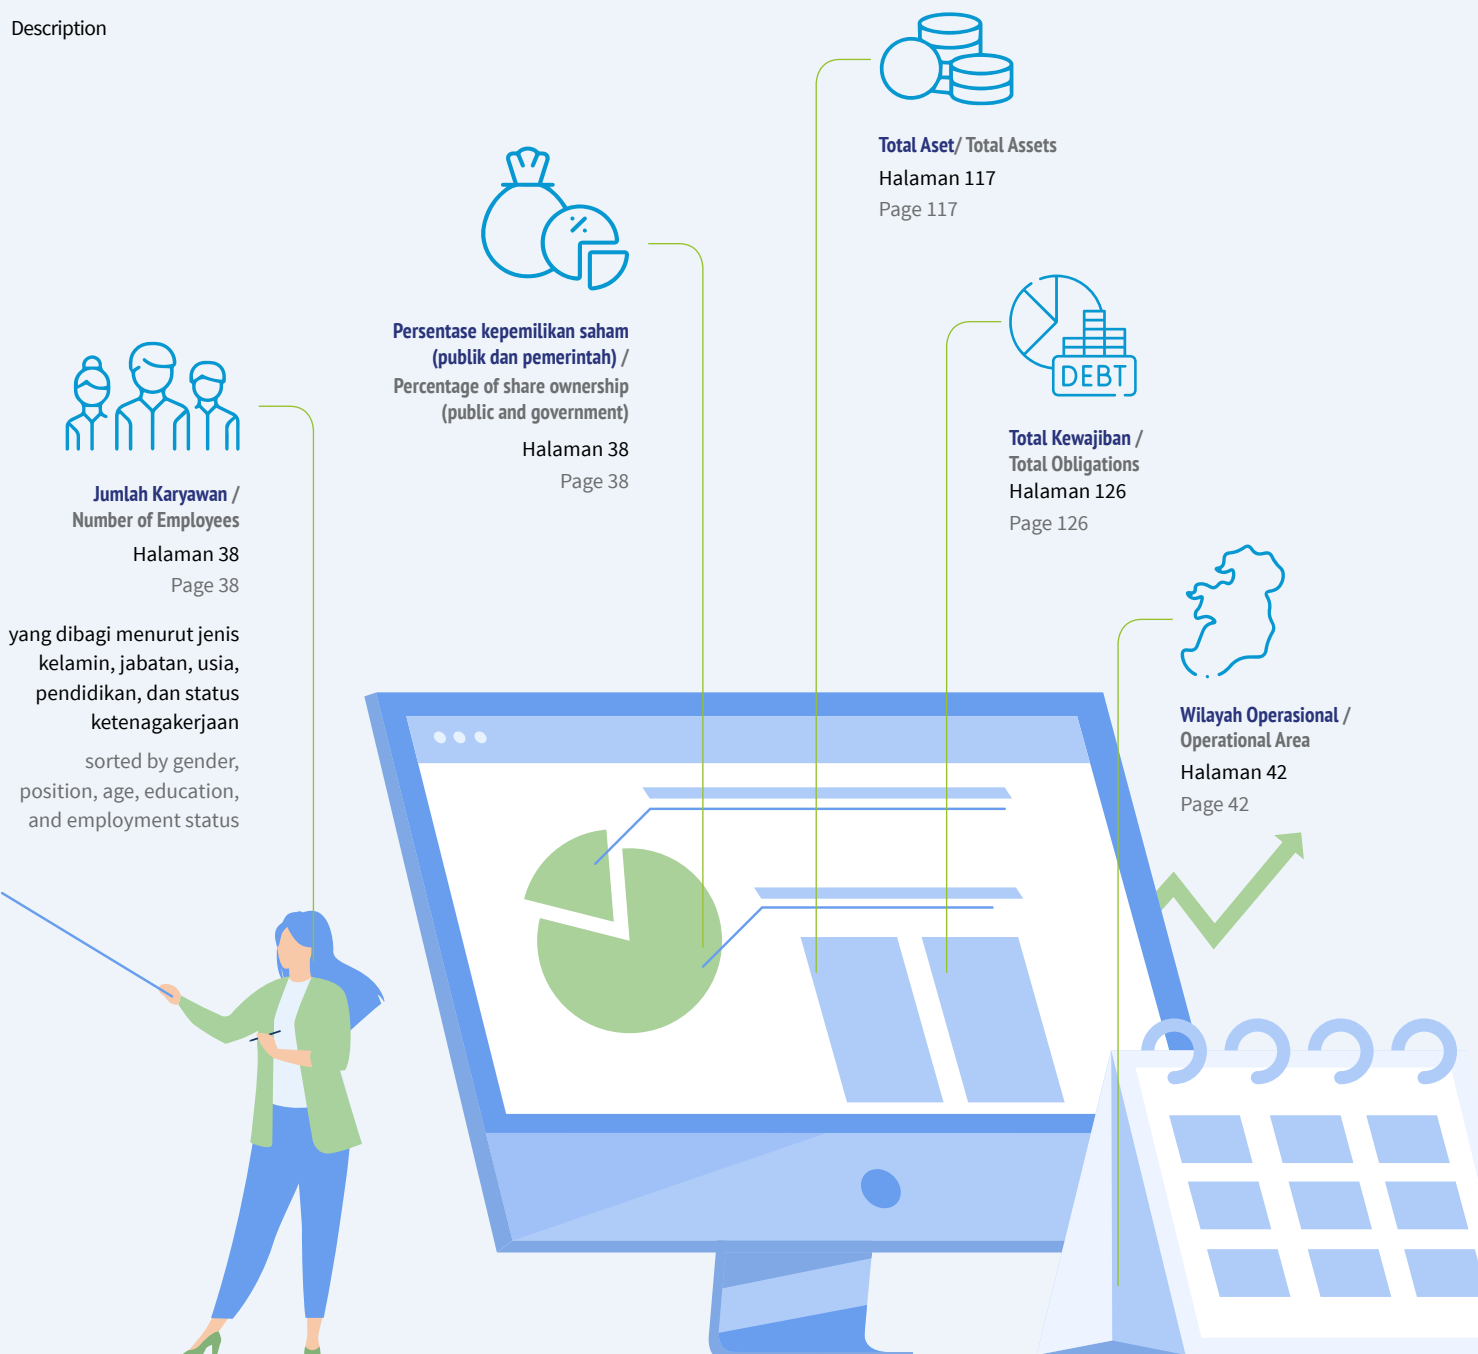 Description
Total Aset/ Total Assets
Halaman 117
Page 117
Persentase kepemilikan saham
(publik dan pemerintah) /
Percentage of share ownership
(public and government)
Halaman 38
Page 38
DEBT
Total Kewajiban /
Total Obligations
Halaman 126
Page 126
Jumlah Karyawan /
Number of Employees
Halaman 38
Page 38
yang dibagi menurut jenis
kelamin, jabatan, usia,
pendidikan, dan status
ketenagakerjaan
sorted by gender,
position, age, education,
and employment status
Wilayah Operasional /
Operational Area
Halaman 42
Page 42